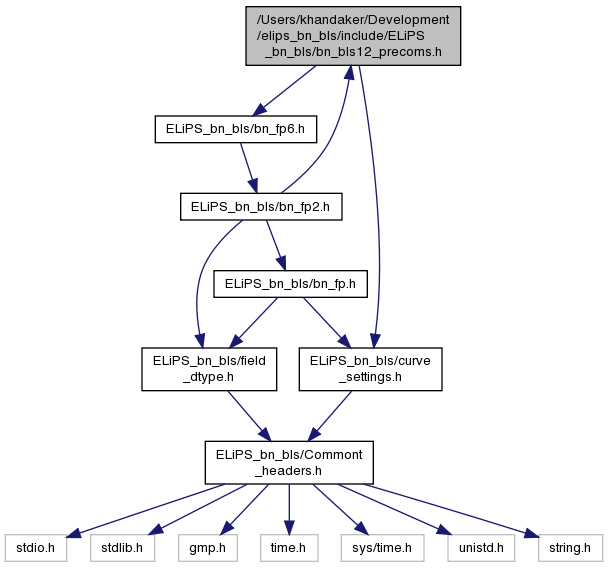 /Users/khandaker/Development
/elips_bn_bls/include/ELiPS
_bn_bls/bn_bls12_precoms.h
ELiPS_bn_bls/bn_fp6.h
ELiPS_bn_bls/bn_fp2.h
ELiPS_bn_bls/bn_fp.h
ELiPS_bn_bls/field
_dtype.h
ELiPS_bn_bls/curve
_settings.h
ELiPS_bn_bls/Commont
_headers.h
stdio.h
stdlib.h
gmp.h
time.h
sys/time.h
unistd.h
string.h